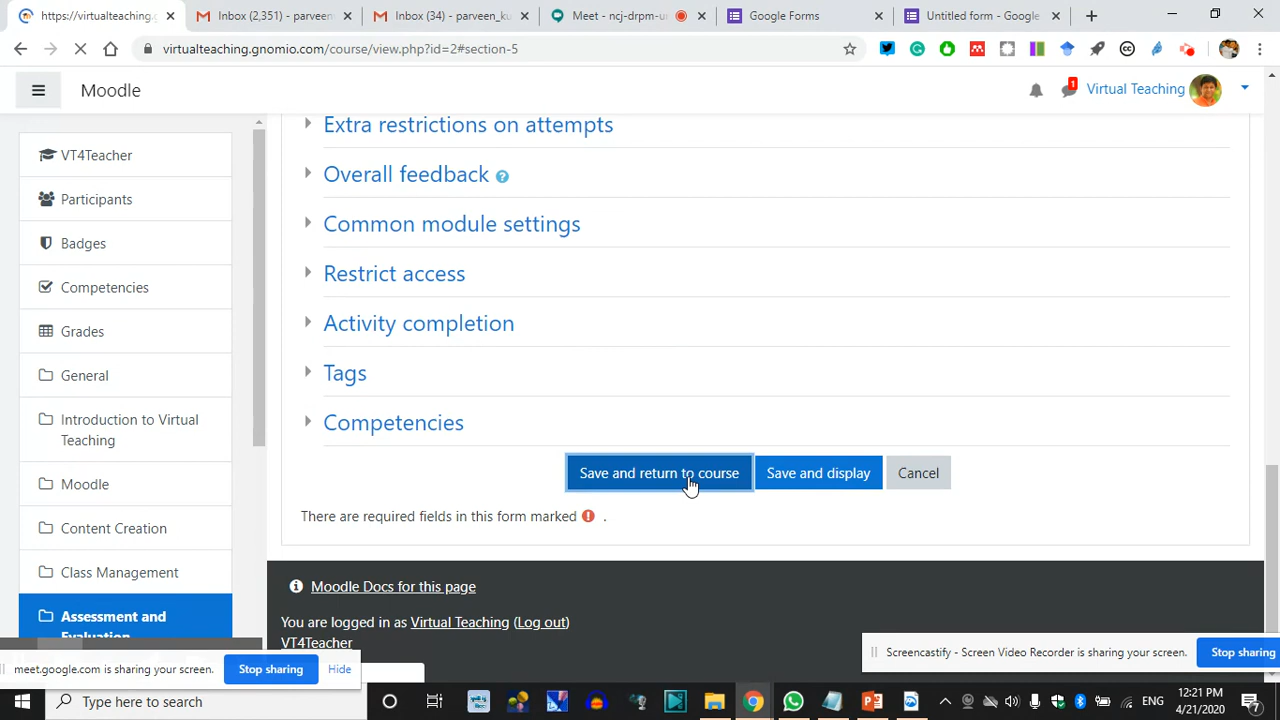 https://virtualteaching.g
Inbox (2,351) - parveen
Inbox (34) - parveen_ku
Meet - ncj-drpm-ur
Google Forms
Untitled form - Google
virtualteaching.gnomio.com/course/view.php?id=2#section-5
Moodle
1
Virtual Teaching
VT4Teacher
Participants
Badges
Competencies
Grades
General
Introduction to Virtual
Teaching
Moodle
Content Creation
Class Management
Assessment and
Evaluation
Extra restrictions on attempts
Overall feedback
Common module settings
Restrict access
Activity completion
Tags
Competencies
Save and return to course
Save and display
Cancel
There are required fields in this form marked .
Moodle Docs for this page
You are logged in as Virtual Teaching (Log out)
VT4Teacher
meet.google.com is sharing your screen.
Stop sharing
Hide
Screencastify - Screen Video Recorder is sharing your screen.
Stop sharing
Type here to search
ENG
12:21 PM
4/21/2020
7